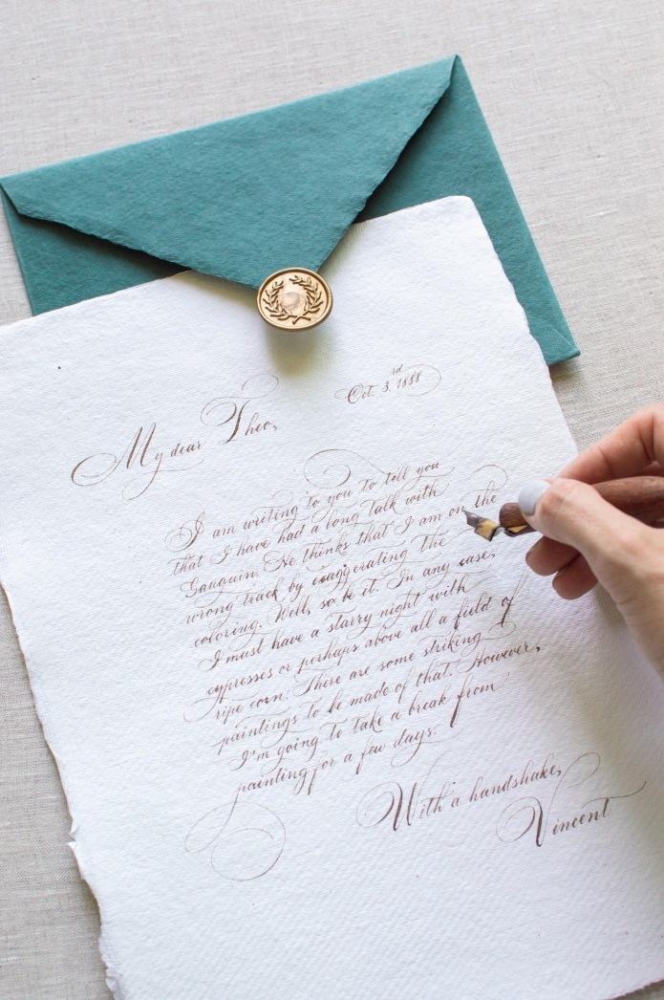 Oct. 3rd. 1888
My dear Theo,
I am writing to you to tell you
that I have had a long talk with
Gauguin. He thinks that I am on the
wrong track by exaggerating the
coloring. Well, so be it. In any case,
I must have a starry night with
cypresses or perhaps above all a field of
ripe corn. There are some striking
paintings to be made of that. However,
I'm going to take a break from
painting for a few days.
With a handshake,
Vincent